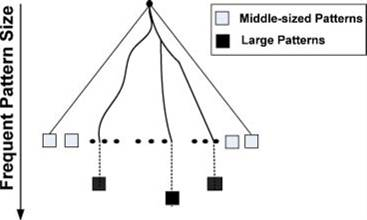 Frequent Pattern Size
Middle-sized Patterns
Large Patterns